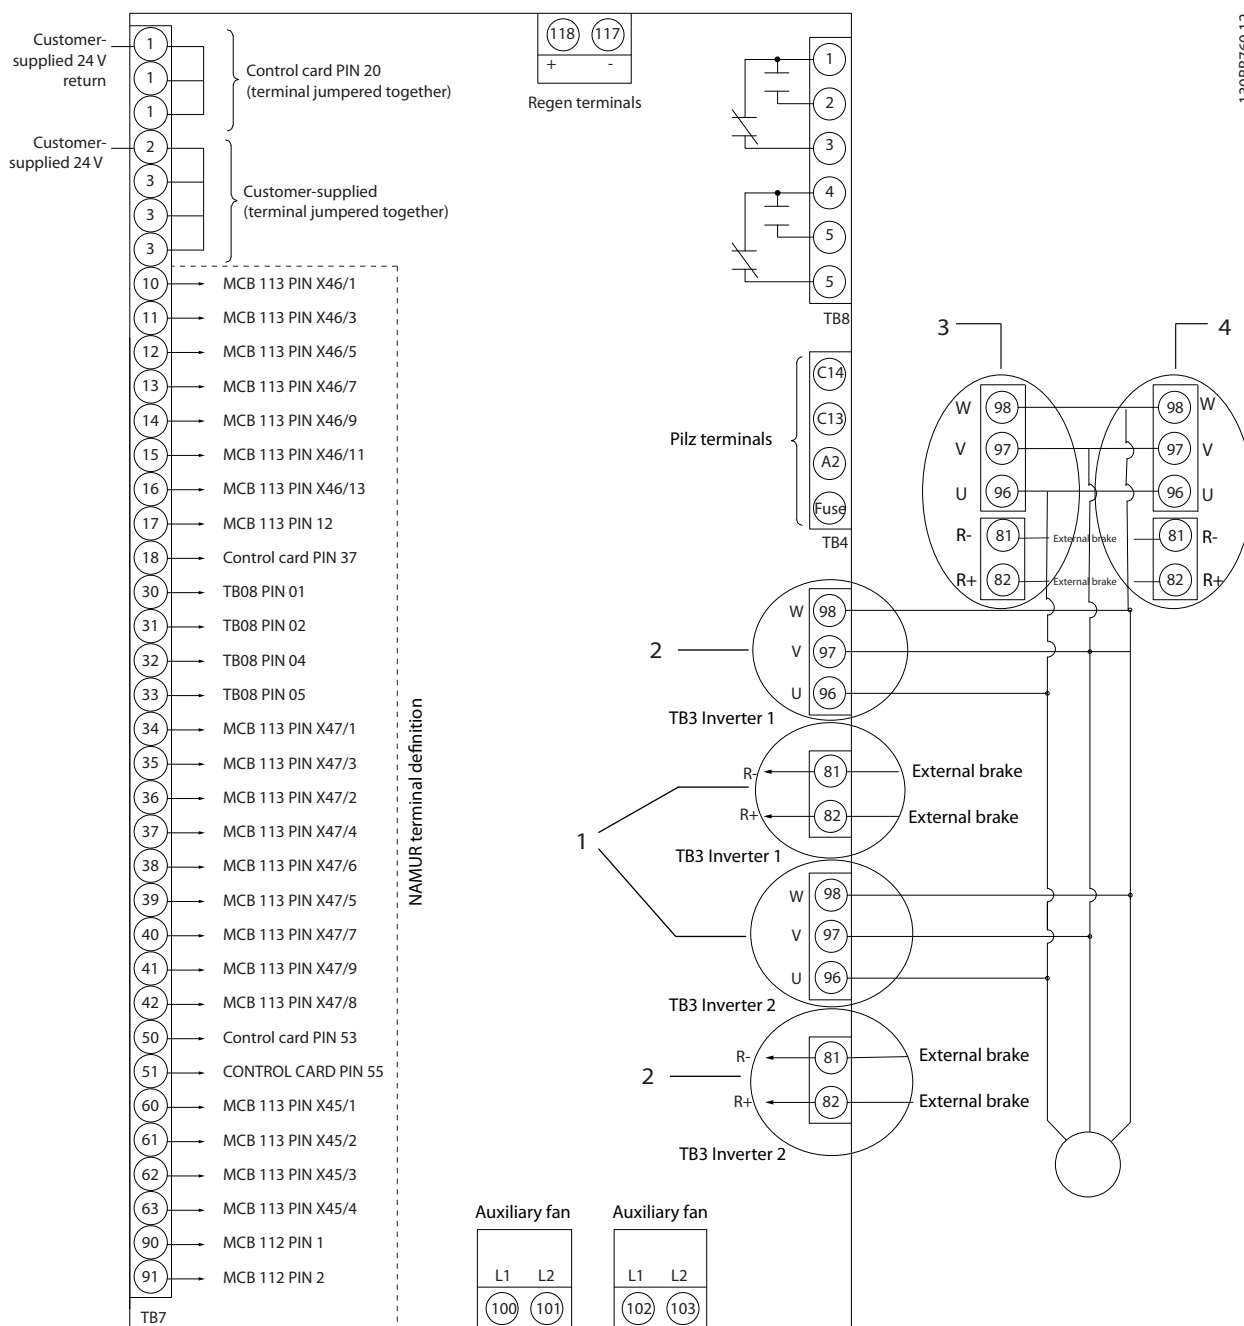 Customer-
supplied 24 V
return
1
1
1
Control card PIN 20
(terminal jumpered together)
Customer-
supplied 24 V
2
3
3
3
Customer-supplied
(terminal jumpered together)
10 MCB 113 PIN X46/1
11 MCB 113 PIN X46/3
12 MCB 113 PIN X46/5
13 MCB 113 PIN X46/7
14 MCB 113 PIN X46/9
15 MCB 113 PIN X46/11
16 MCB 113 PIN X46/13
17 MCB 113 PIN 12
18 Control card PIN 37
30 TB08 PIN 01
31 TB08 PIN 02
32 TB08 PIN 04
33 TB08 PIN 05
34 MCB 113 PIN X47/1
35 MCB 113 PIN X47/3
36 MCB 113 PIN X47/2
37 MCB 113 PIN X47/4
38 MCB 113 PIN X47/6
39 MCB 113 PIN X47/5
40 MCB 113 PIN X47/7
41 MCB 113 PIN X47/9
42 MCB 113 PIN X47/8
50 Control card PIN 53
51 CONTROL CARD PIN 55
60 MCB 113 PIN X45/1
61 MCB 113 PIN X45/2
62 MCB 113 PIN X45/3
63 MCB 113 PIN X45/4
90 MCB 112 PIN 1
91 MCB 112 PIN 2
TB7
NAMUR terminal definition
118 117
+ -
Regen terminals
1
2
3
4
5
5
TB8
Pilz terminals
C14
C13
A2
Fuse
TB4
2
W 98
V 97
U 96
TB3 Inverter 1
1
R- 81 External brake
R+ 82 External brake
TB3 Inverter 1
W 98
V 97
U 96
TB3 Inverter 2
2
R- 81 External brake
R+ 82 External brake
TB3 Inverter 2
3 4
W 98 98 W
V 97 97 V
U 96 96 U
R- 81 External brake 81 R-
R+ 82 External brake 82 R+
Auxiliary fan
L1 L2
100 101
Auxiliary fan
L1 L2
102 103